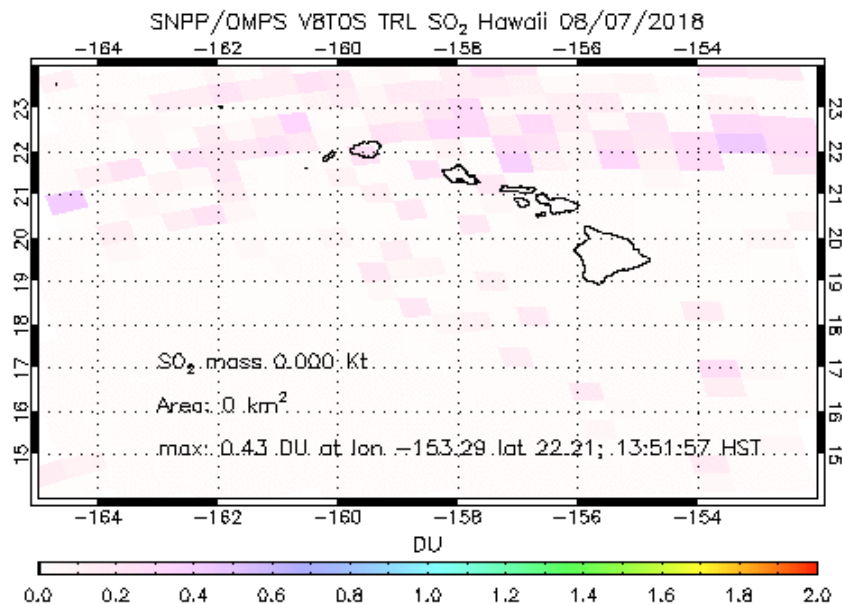 SNPP/OMPS V8TOS TRL SO₂ Hawaii 08/07/2018
−164 −162 −160 −158 −156 −154
23 23
22 22
21 21
20 20
19 19
18 18
17 17
16 16
15 15
SO₂ mass 0.000 Kt
Area: 0 km²
max: 0.43 DU at lon −153.29 lat 22.21; 13:51:57 HST
−164 −162 −160 −158 −156 −154
DU
0.0 0.2 0.4 0.6 0.8 1.0 1.2 1.4 1.6 1.8 2.0